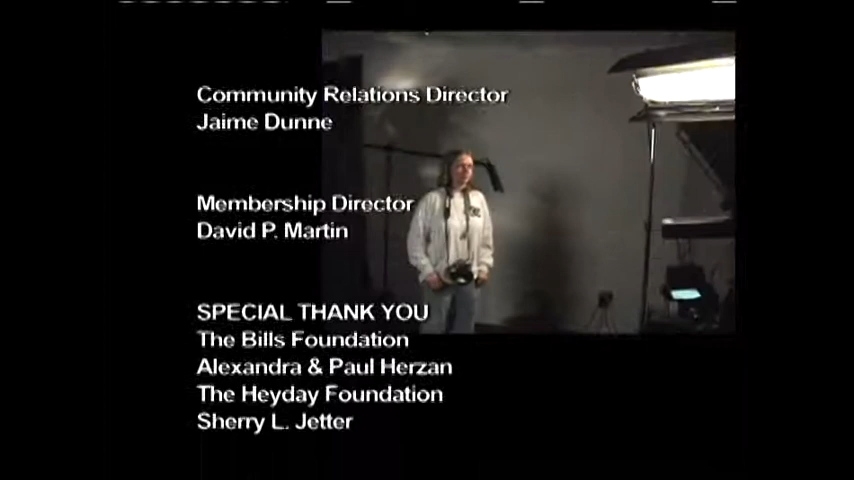 Community Relations Director
Jaime Dunne
Membership Director
David P. Martin
SPECIAL THANK YOU
The Bills Foundation
Alexandra & Paul Herzan
The Heyday Foundation
Sherry L. Jetter